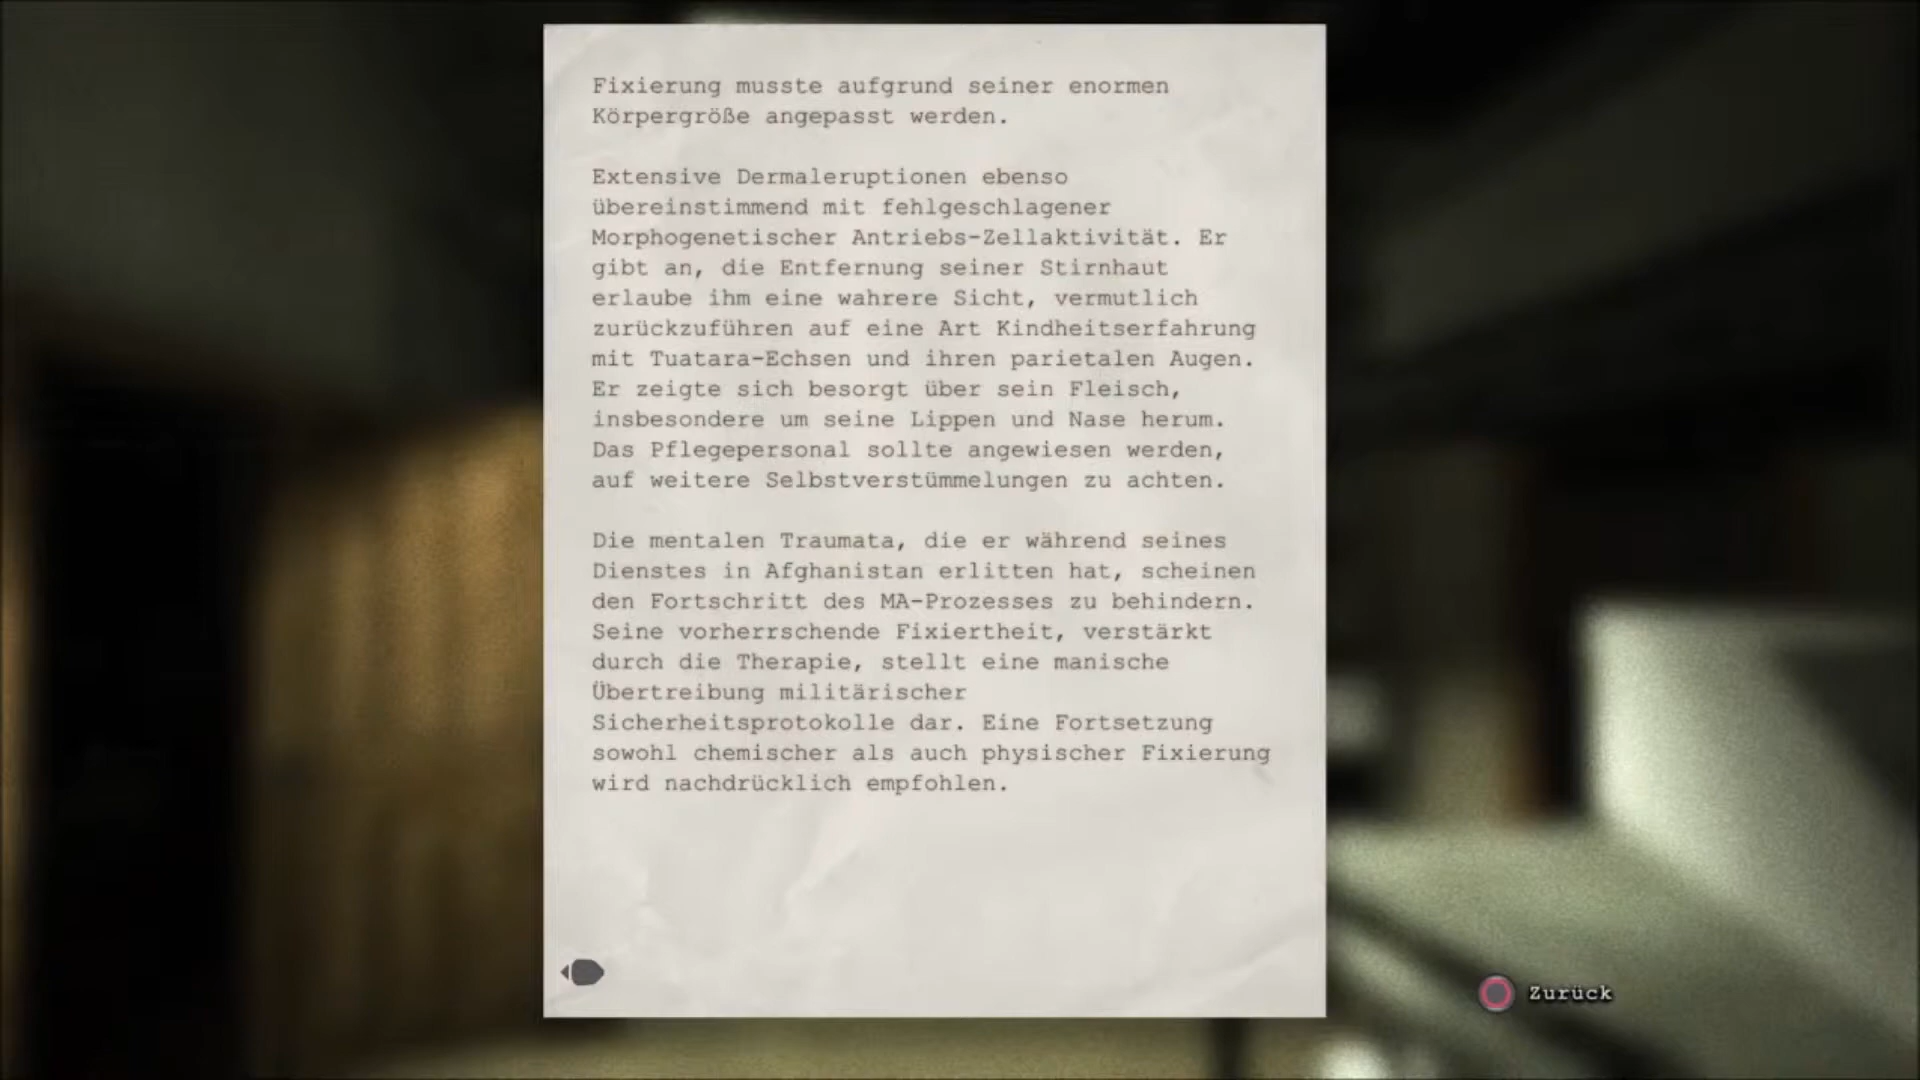 Fixierung musste aufgrund seiner enormen
Körpergröße angepasst werden.
Extensive Dermaleruptionen ebenso
übereinstimmend mit fehlgeschlagener
Morphogenetischer Antriebs-Zellaktivität. Er
gibt an, die Entfernung seiner Stirnhaut
erlaube ihm eine wahrere Sicht, vermutlich
zurückzuführen auf eine Art Kindheitserfahrung
mit Tuatara-Echsen und ihren parietalen Augen.
Er zeigte sich besorgt über sein Fleisch,
insbesondere um seine Lippen und Nase herum.
Das Pflegepersonal sollte angewiesen werden,
auf weitere Selbstverstümmelungen zu achten.
Die mentalen Traumata, die er während seines
Dienstes in Afghanistan erlitten hat, scheinen
den Fortschritt des MA-Prozesses zu behindern.
Seine vorherrschende Fixiertheit, verstärkt
durch die Therapie, stellt eine manische
Übertreibung militärischer
Sicherheitsprotokolle dar. Eine Fortsetzung
sowohl chemischer als auch physischer Fixierung
wird nachdrücklich empfohlen.
Zurück